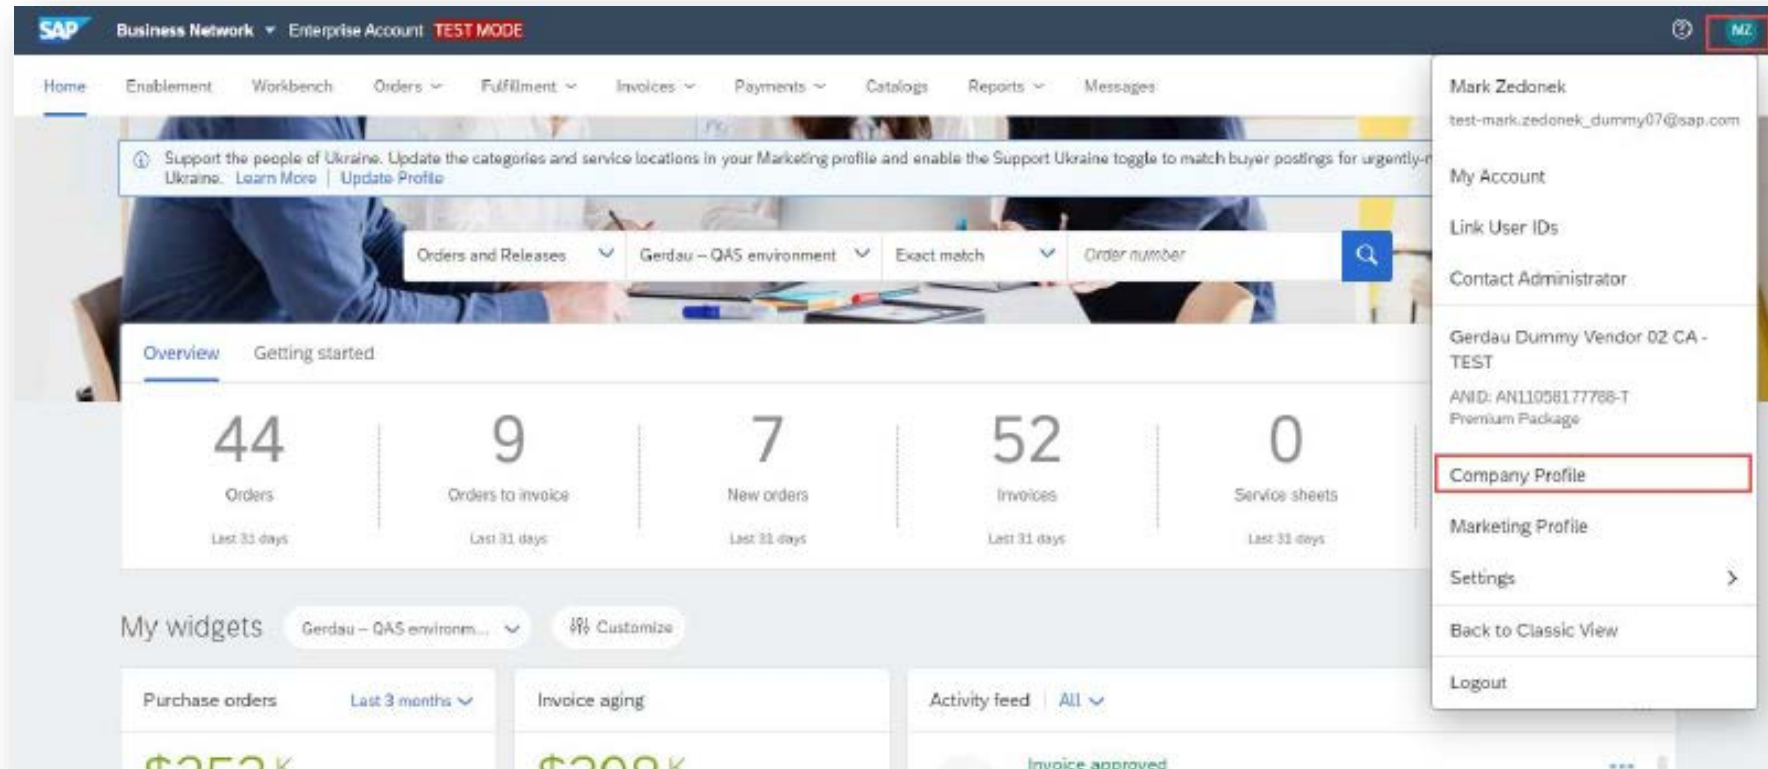 SAP Business Network Enterprise Account TEST MODE
MZ
Home Enablement Workbench Orders Fulfillment Invoices Payments Catalogs Reports Messages
Support the people of Ukraine. Update the categories and service locations in your Marketing profile and enable the Support Ukraine toggle to match buyer postings for urgently-
Ukraine. Learn More | Update Profile
Orders and Releases Gerdau – QAS environment Exact match Order number
Overview Getting started
44 9 7 52 0
Orders Orders to invoice New orders Invoices Service sheets
Last 31 days Last 31 days Last 31 days Last 31 days Last 31 days
My widgets Gerdau – QAS environm... Customize
Purchase orders Last 3 months Invoice aging Activity feed | All
Invoice approved
Mark Zedonek
test-mark.zedonek_dummy07@sap.com
My Account
Link User IDs
Contact Administrator
Gerdau Dummy Vendor 02 CA -
TEST
ANID: AN11058177788-T
Premium Package
Company Profile
Marketing Profile
Settings
Back to Classic View
Logout